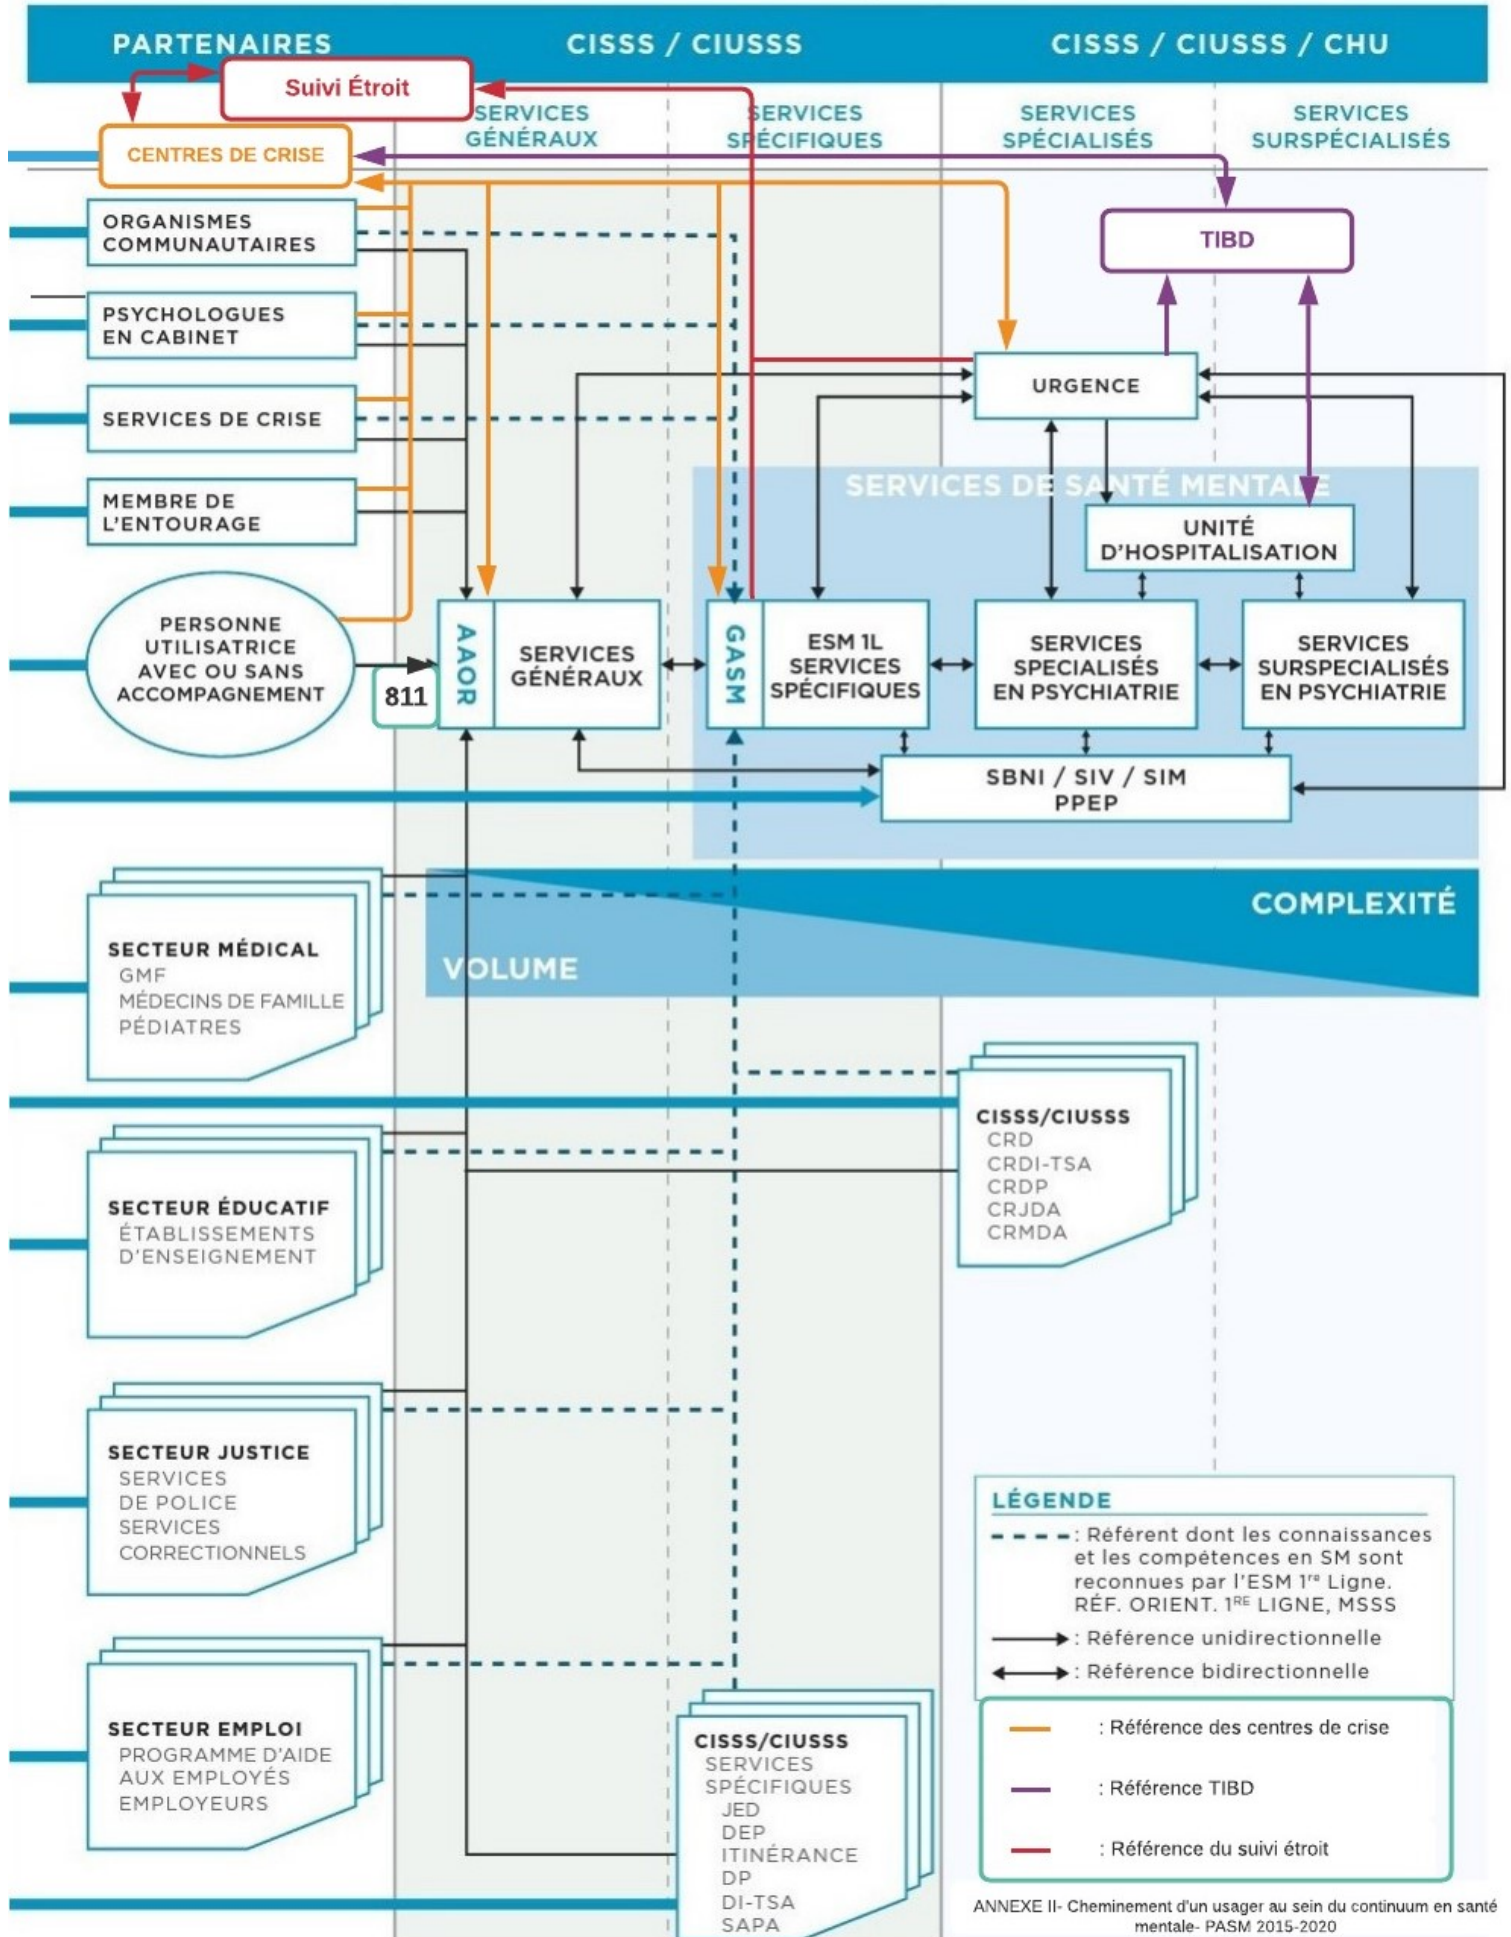 PARTENAIRES
CISSS / CIUSSS
CISSS / CIUSSS / CHU
Suivi Étroit
SERVICES
GÉNÉRAUX
SERVICES
SPÉCIFIQUES
SERVICES
SPÉCIALISÉS
SERVICES
SURSPÉCIALISÉS
CENTRES DE CRISE
ORGANISMES
COMMUNAUTAIRES
TIBD
PSYCHOLOGUES
EN CABINET
URGENCE
SERVICES DE CRISE
MEMBRE DE
L'ENTOURAGE
SERVICES DE SANTÉ MENTALE
UNITÉ
D'HOSPITALISATION
PERSONNE
UTILISATRICE
AVEC OU SANS
ACCOMPAGNEMENT
811
AAOR
SERVICES
GÉNÉRAUX
GASM
ESM 1L
SERVICES
SPÉCIFIQUES
SERVICES
SPECIALISÉS
EN PSYCHIATRIE
SERVICES
SURSPECIALISÉS
EN PSYCHIATRIE
SBNI / SIV / SIM
PPEP
COMPLEXITÉ
VOLUME
SECTEUR MÉDICAL
GMF
MÉDECINS DE FAMILLE
PÉDIATRES
CISSS/CIUSSS
CRD
CRDI-TSA
CRDP
CRJDA
CRMDA
SECTEUR ÉDUCATIF
ÉTABLISSEMENTS
D'ENSEIGNEMENT
SECTEUR JUSTICE
SERVICES
DE POLICE
SERVICES
CORRECTIONNELS
SECTEUR EMPLOI
PROGRAMME D'AIDE
AUX EMPLOYÉS
EMPLOYEURS
CISSS/CIUSSS
SERVICES
SPÉCIFIQUES
JED
DEP
ITINÉRANCE
DP
DI-TSA
SAPA
LÉGENDE
: Référent dont les connaissances
et les compétences en SM sont
reconnues par l'ESM 1re Ligne.
RÉF. ORIENT. 1RE LIGNE, MSSS
: Référence unidirectionnelle
: Référence bidirectionnelle
: Référence des centres de crise
: Référence TIBD
: Référence du suivi étroit
ANNEXE II- Cheminement d'un usager au sein du continuum en santé
mentale- PASM 2015-2020